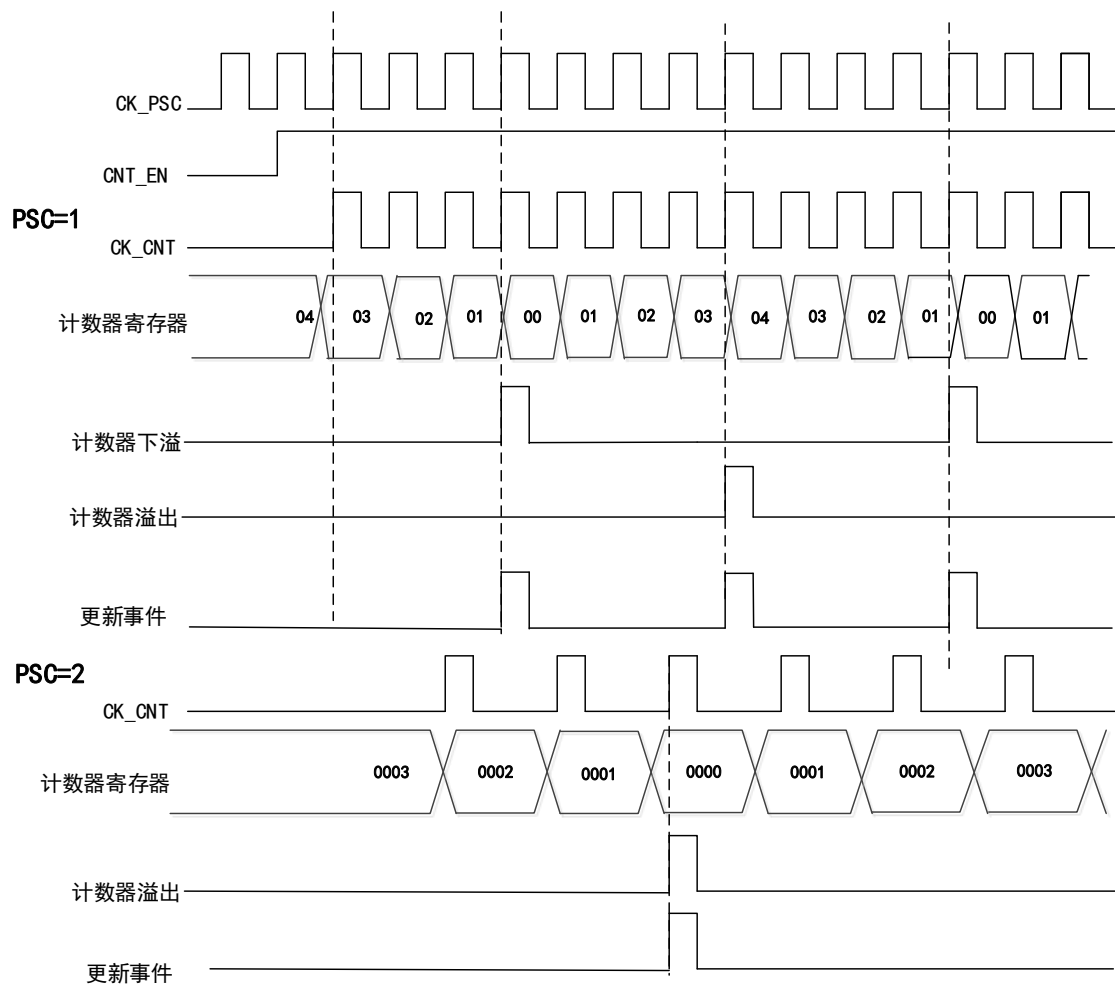 CK_PSC
CNT_EN
PSC=1
CK_CNT
计数器寄存器 04 03 02 01 00 01 02 03 04 03 02 01 00 01
计数器下溢
计数器溢出
更新事件
PSC=2
CK_CNT
计数器寄存器 0003 0002 0001 0000 0001 0002 0003
计数器溢出
更新事件